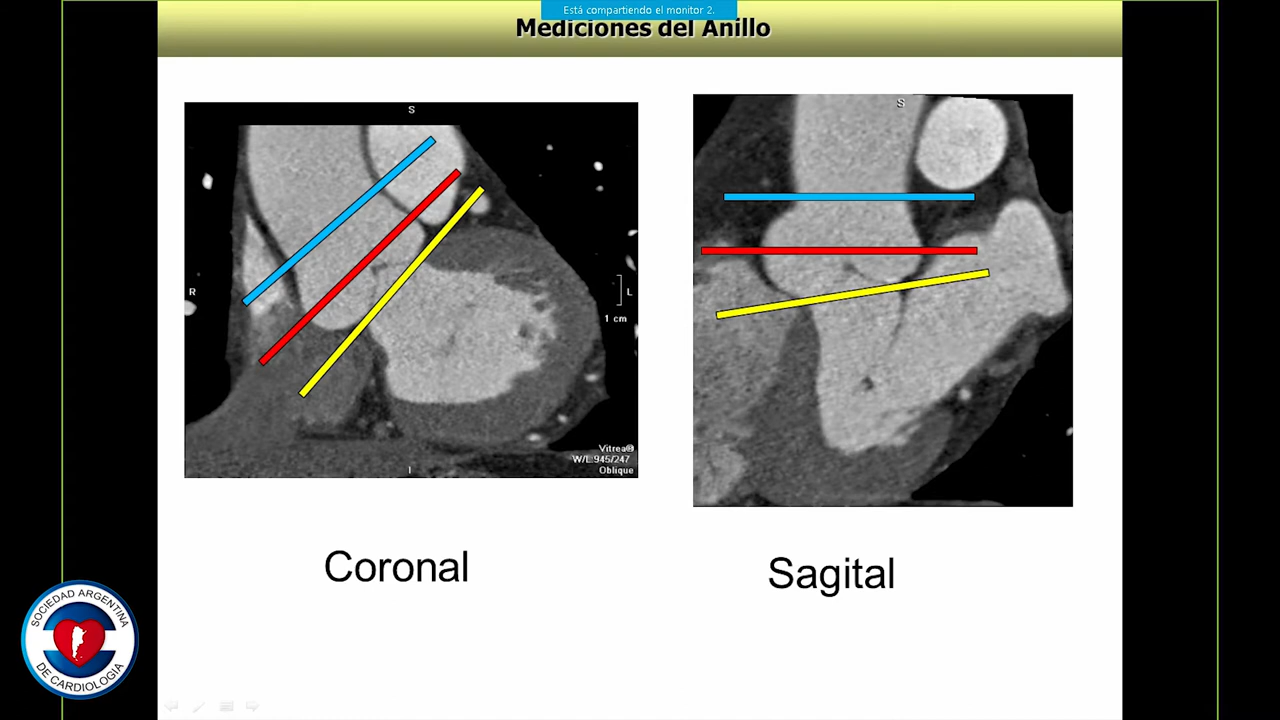 Está compartiendo el monitor 2.
Mediciones del Anillo
S
R
L
1 cm
Vitrea®
W/L:945/247
Oblique
I
S
Coronal
Sagital
SOCIEDAD ARGENTINA
DE CARDIOLOGIA